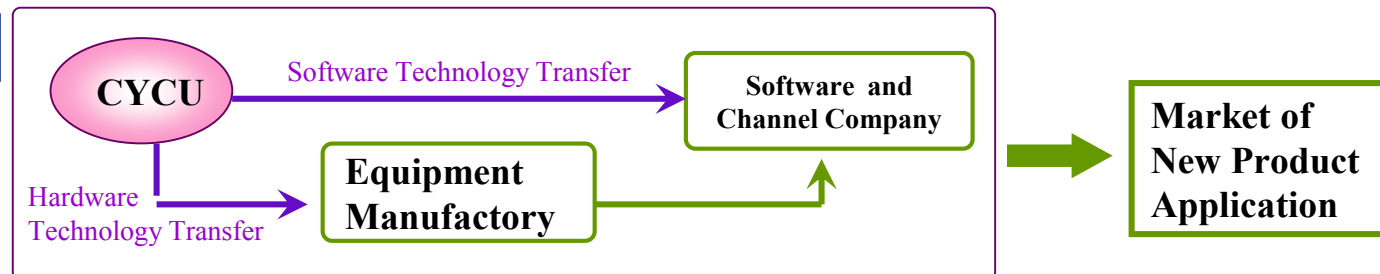 CYCU
Software Technology Transfer
Software and
Channel Company
Hardware
Technology Transfer
Equipment
Manufactory
Market of
New Product
Application